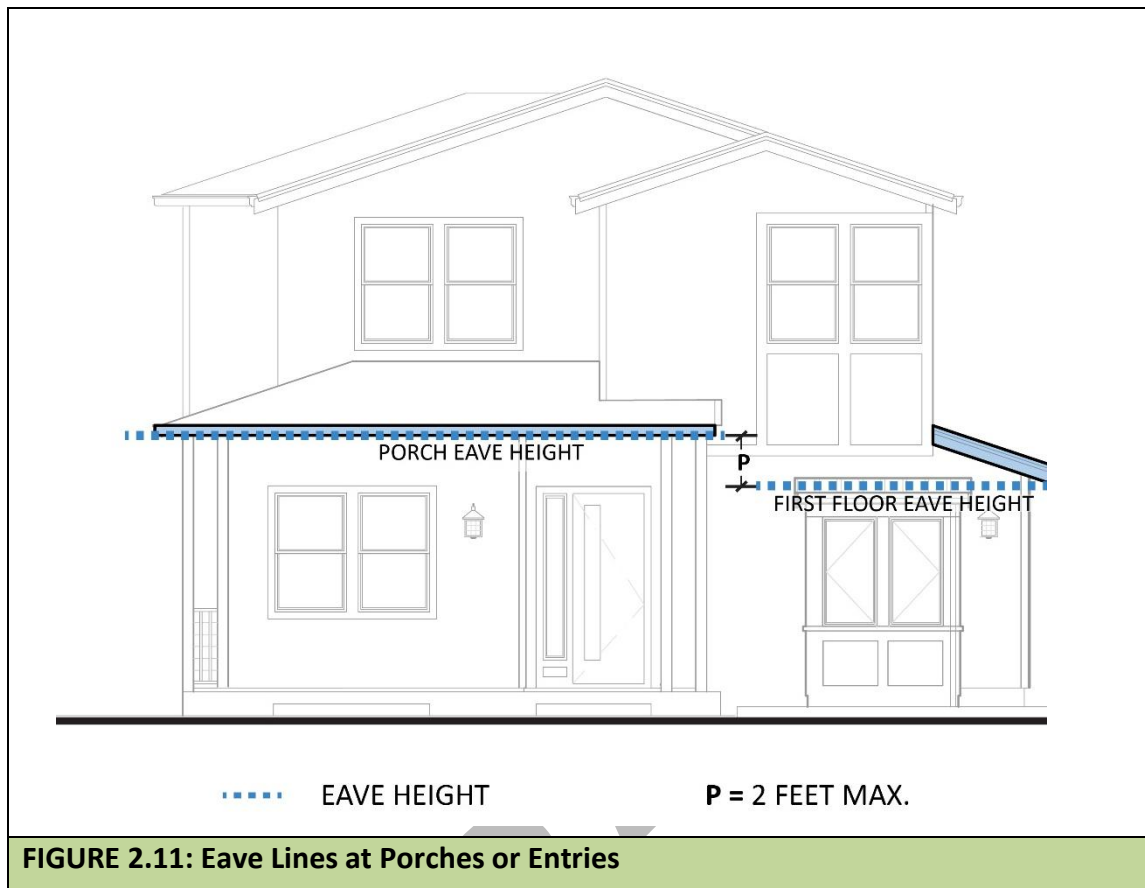 PORCH EAVE HEIGHT
P
FIRST FLOOR EAVE HEIGHT
EAVE HEIGHT
P = 2 FEET MAX.
FIGURE 2.11: Eave Lines at Porches or Entries